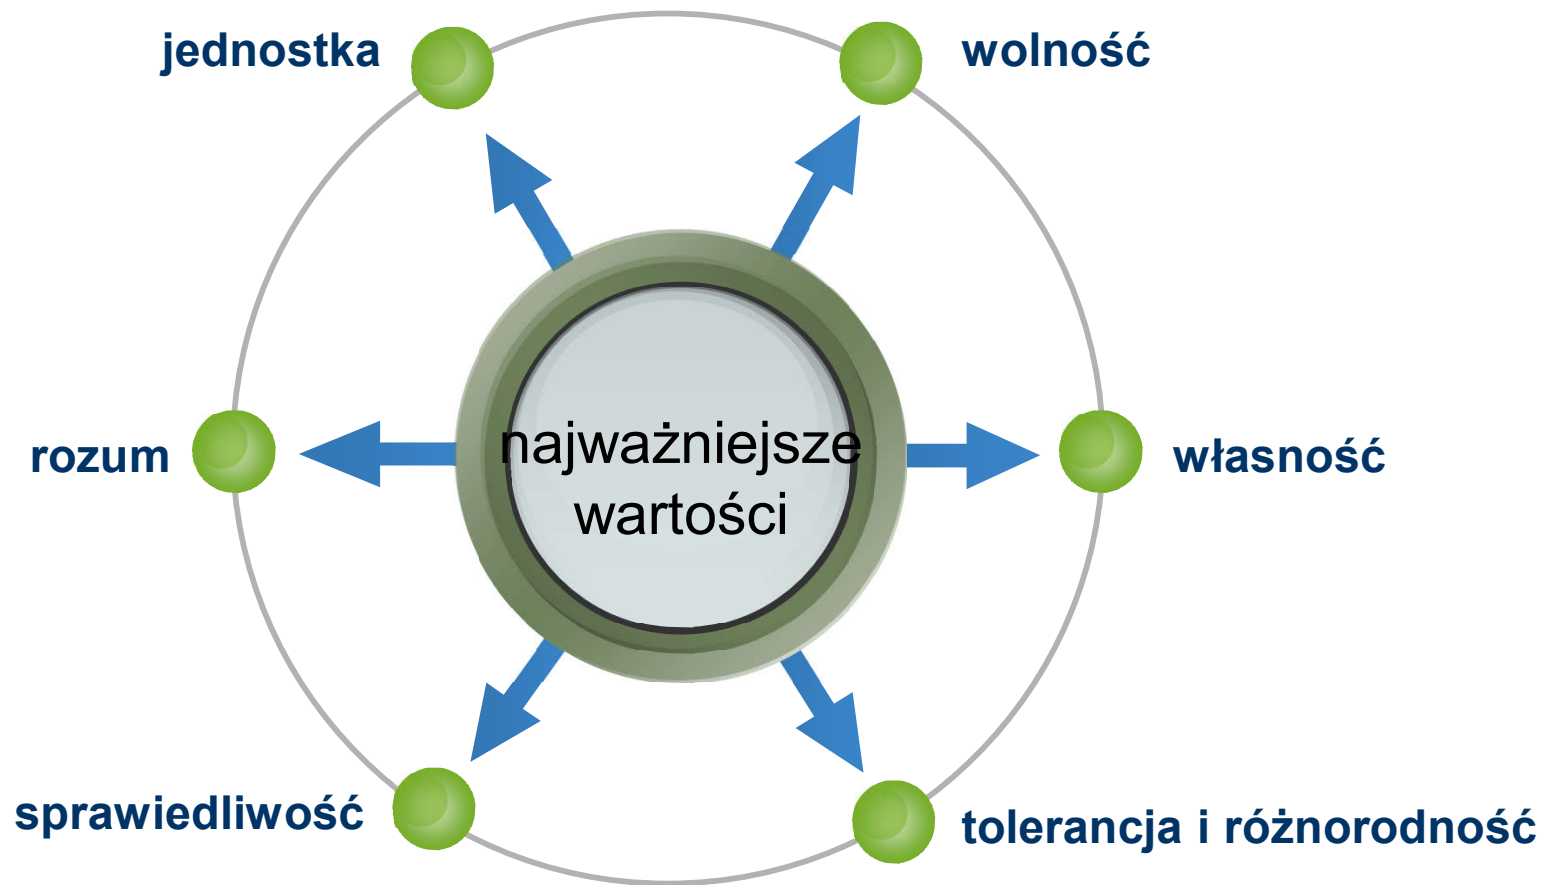 jednostka
wolność
rozum
najważniejsze
wartości
własność
sprawiedliwość
tolerancja i różnorodność